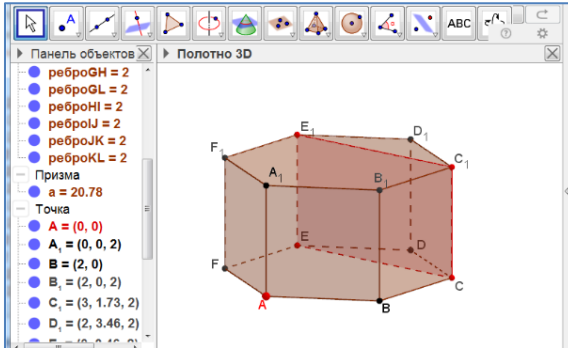 A
ABC
Панель объектов
Полотно 3D
реброGH = 2
реброGL = 2
реброHI = 2
реброIJ = 2
реброJK = 2
реброKL = 2
Призма
a = 20.78
Точка
A = (0, 0)
A₁ = (0, 0, 2)
B = (2, 0)
B₁ = (2, 0, 2)
C₁ = (3, 1.73, 2)
D₁ = (2, 3.46, 2)
E₁
D₁
F₁
C₁
A₁
B₁
E
D
F
C
A
B